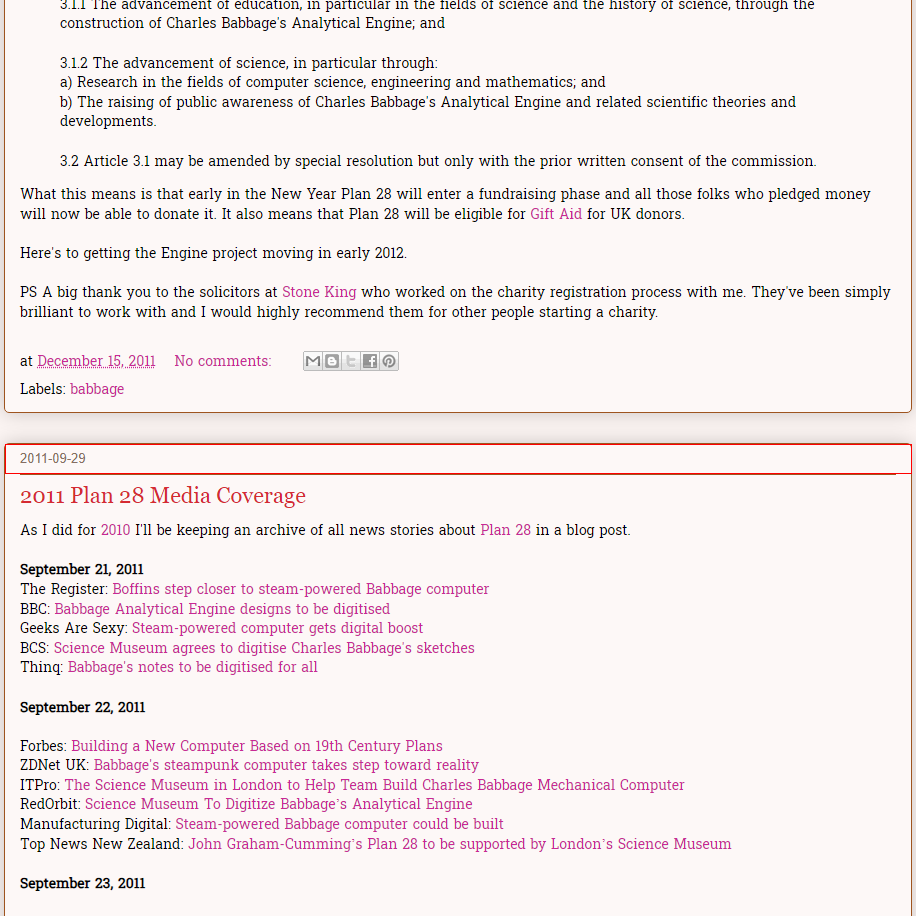 3.1.1 The advancement of education, in particular in the fields of science and the history of science, through the
construction of Charles Babbage's Analytical Engine; and
3.1.2 The advancement of science, in particular through:
a) Research in the fields of computer science, engineering and mathematics; and
b) The raising of public awareness of Charles Babbage's Analytical Engine and related scientific theories and
developments.
3.2 Article 3.1 may be amended by special resolution but only with the prior written consent of the commission.
What this means is that early in the New Year Plan 28 will enter a fundraising phase and all those folks who pledged money
will now be able to donate it. It also means that Plan 28 will be eligible for Gift Aid for UK donors.
Here's to getting the Engine project moving in early 2012.
PS A big thank you to the solicitors at Stone King who worked on the charity registration process with me. They've been simply
brilliant to work with and I would highly recommend them for other people starting a charity.
at December 15, 2011 No comments:
Labels: babbage
2011-09-29
2011 Plan 28 Media Coverage
As I did for 2010 I'll be keeping an archive of all news stories about Plan 28 in a blog post.
September 21, 2011
The Register: Boffins step closer to steam-powered Babbage computer
BBC: Babbage Analytical Engine designs to be digitised
Geeks Are Sexy: Steam-powered computer gets digital boost
BCS: Science Museum agrees to digitise Charles Babbage's sketches
Thinq: Babbage's notes to be digitised for all
September 22, 2011
Forbes: Building a New Computer Based on 19th Century Plans
ZDNet UK: Babbage's steampunk computer takes step toward reality
ITPro: The Science Museum in London to Help Team Build Charles Babbage Mechanical Computer
RedOrbit: Science Museum To Digitize Babbage’s Analytical Engine
Manufacturing Digital: Steam-powered Babbage computer could be built
Top News New Zealand: John Graham-Cumming’s Plan 28 to be supported by London’s Science Museum
September 23, 2011